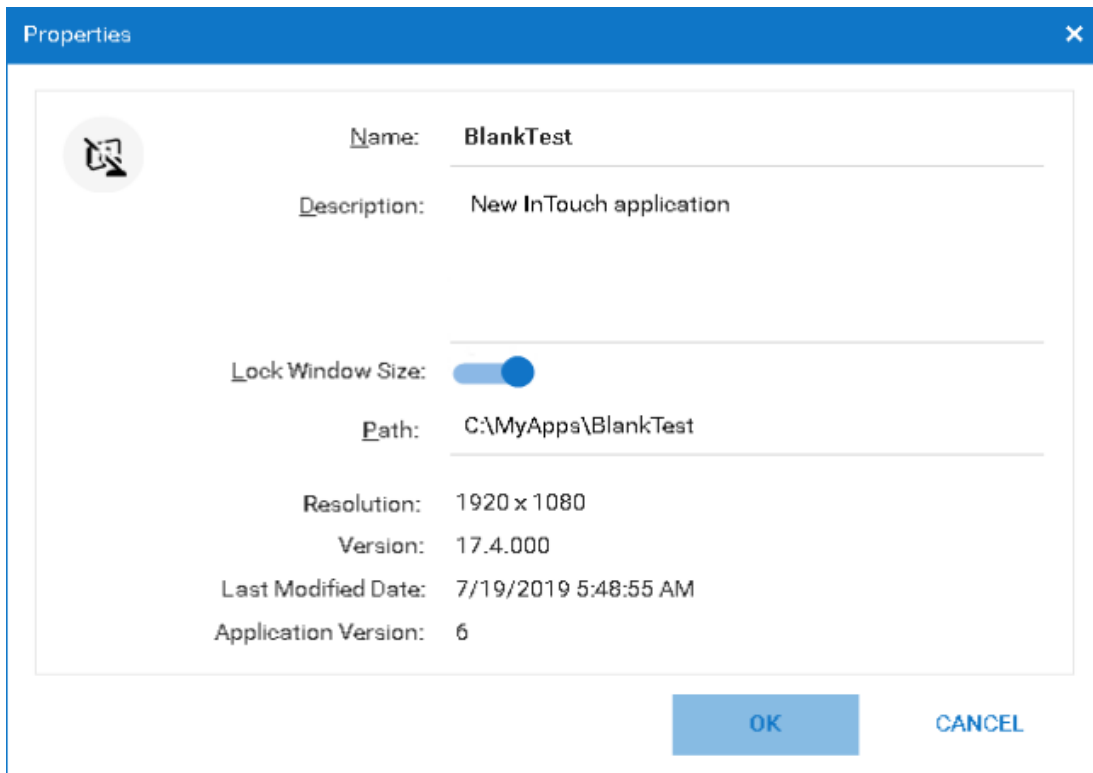 Properties
Name: BlankTest
Description: New InTouch application
Lock Window Size:
Path: C:\MyApps\BlankTest
Resolution: 1920 x 1080
Version: 17.4.000
Last Modified Date: 7/19/2019 5:48:55 AM
Application Version: 6
OK CANCEL